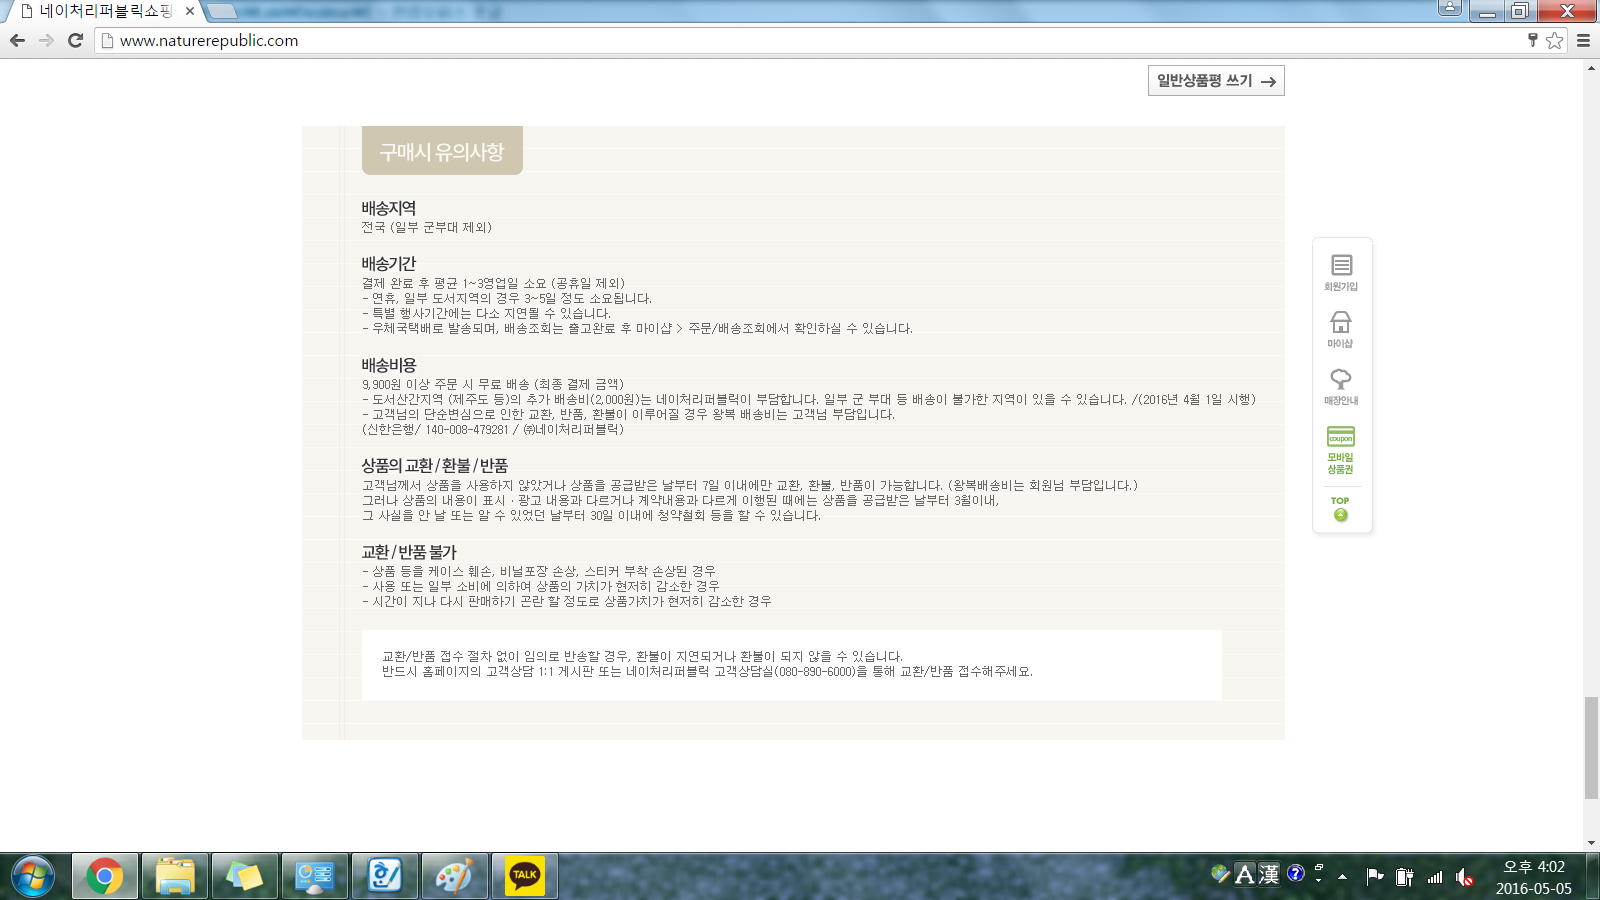 네이처리퍼블릭쇼핑
www.naturerepublic.com
일반상품평 쓰기 →
구매시 유의사항
배송지역
전국 (일부 군부대 제외)
배송기간
결제 완료 후 평균 1~3영업일 소요 (공휴일 제외)
- 연휴, 일부 도서지역의 경우 3~5일 정도 소요됩니다.
- 특별 행사기간에는 다소 지연될 수 있습니다.
- 우체국택배로 발송되며, 배송조회는 출고완료 후 마이샵 > 주문/배송조회에서 확인하실 수 있습니다.
배송비용
9,900원 이상 주문 시 무료 배송 (최종 결제 금액)
- 도서산간지역 (제주도 등)의 추가 배송비(2,000원)는 네이처리퍼블릭이 부담합니다. 일부 군 부대 등 배송이 불가한 지역이 있을 수 있습니다. /(2016년 4월 1일 시행)
- 고객님의 단순변심으로 인한 교환, 반품, 환불이 이루어질 경우 왕복 배송비는 고객님 부담입니다.
(신한은행/ 140-008-479281 / ㈜네이처리퍼블릭)
상품의 교환 / 환불 / 반품
고객님께서 상품을 사용하지 않았거나 상품을 공급받은 날부터 7일 이내에만 교환, 환불, 반품이 가능합니다. (왕복배송비는 회원님 부담입니다.)
그러나 상품의 내용이 표시 · 광고 내용과 다르거나 계약내용과 다르게 이행된 때에는 상품을 공급받은 날부터 3월이내,
그 사실을 안 날 또는 알 수 있었던 날부터 30일 이내에 청약철회 등을 할 수 있습니다.
교환 / 반품 불가
- 상품 등을 케이스 훼손, 비닐포장 손상, 스티커 부착 손상된 경우
- 사용 또는 일부 소비에 의하여 상품의 가치가 현저히 감소한 경우
- 시간이 지나 다시 판매하기 곤란 할 정도로 상품가치가 현저히 감소한 경우
교환/반품 접수 절차 없이 임의로 반송할 경우, 환불이 지연되거나 환불이 되지 않을 수 있습니다.
반드시 홈페이지의 고객상담 1:1 게시판 또는 네이처리퍼블릭 고객상담실(080-890-6000)을 통해 교환/반품 접수해주세요.
회원가입
마이샵
매장안내
coupon
모바일
상품권
TOP
TALK
A 漢
오후 4:02
2016-05-05